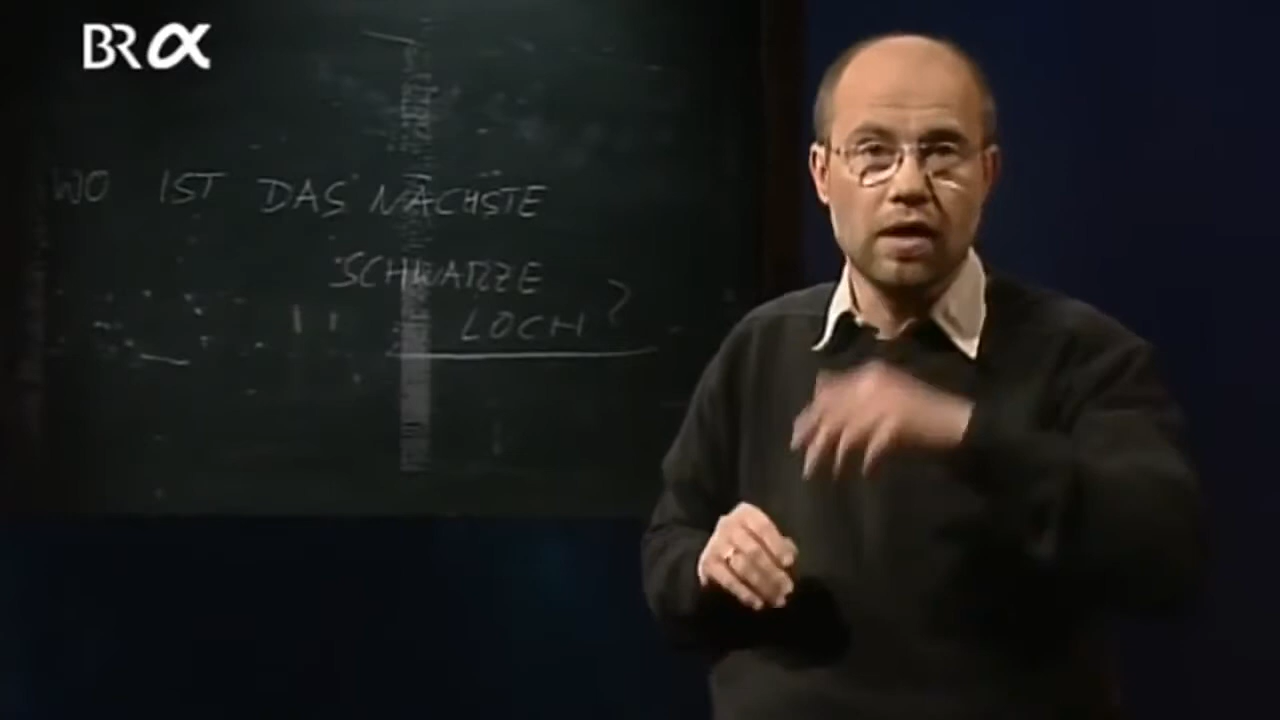 BR α
WO IST DAS NÄCHSTE
SCHWARZE
LOCH?